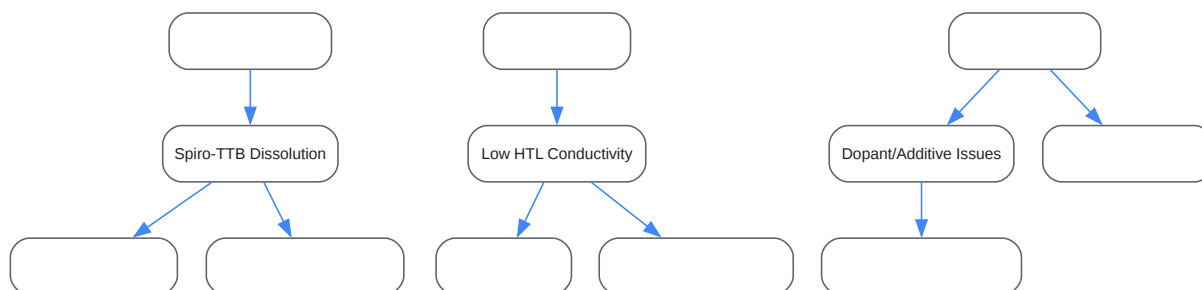 Spiro-TTB Dissolution
Low HTL Conductivity
Dopant/Additive Issues